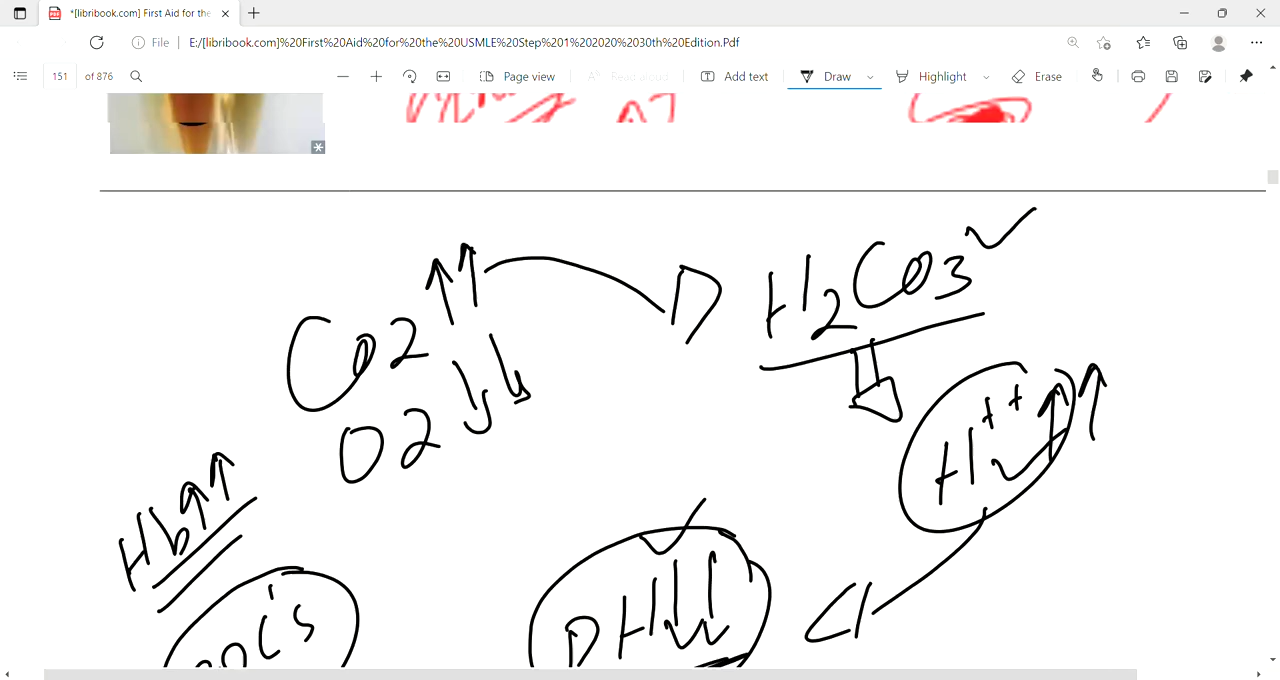 *[libribook.com] First Aid for the
File E:/[libribook.com]%20First%20Aid%20for%20the%20USMLE%20Step%201%202020%2030th%20Edition.Pdf
151 of 876 Page view Read aloud Add text Draw Highlight Erase
Co2↑↑ H2Co3✓
O2↓↓
H++↑↑
Hb↑↑
PH↓↓
Cl